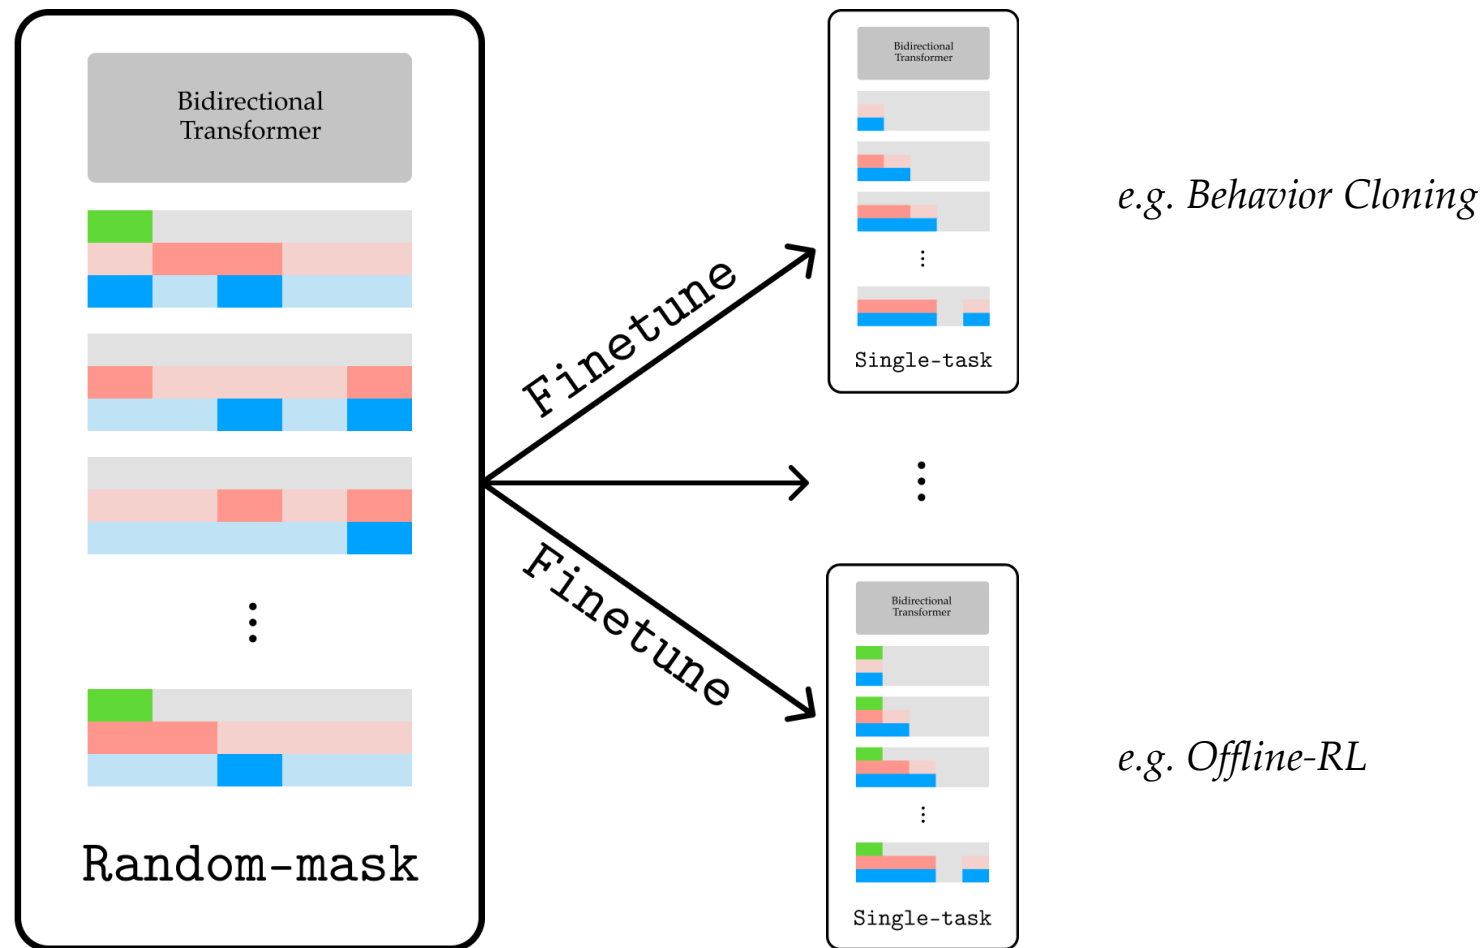 Bidirectional
Transformer
Random-mask
Finetune
Finetune
Bidirectional
Transformer
Single-task
e.g. Behavior Cloning
Bidirectional
Transformer
Single-task
e.g. Offline-RL